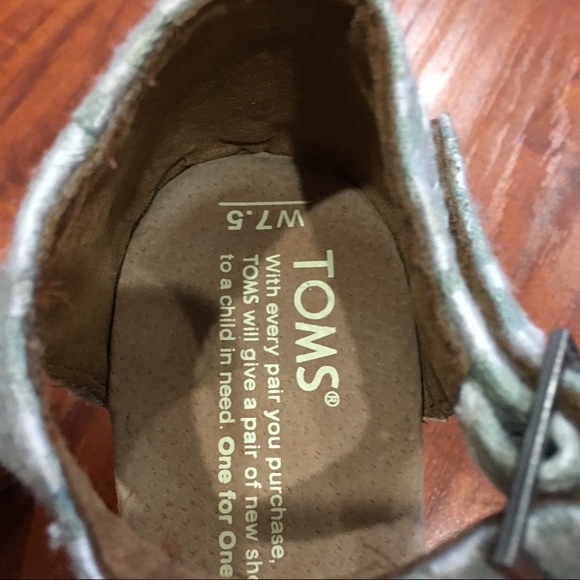 W7.5
TOMS®
With every pair you purchase,
TOMS will give a pair of new
to a child in need. One for One